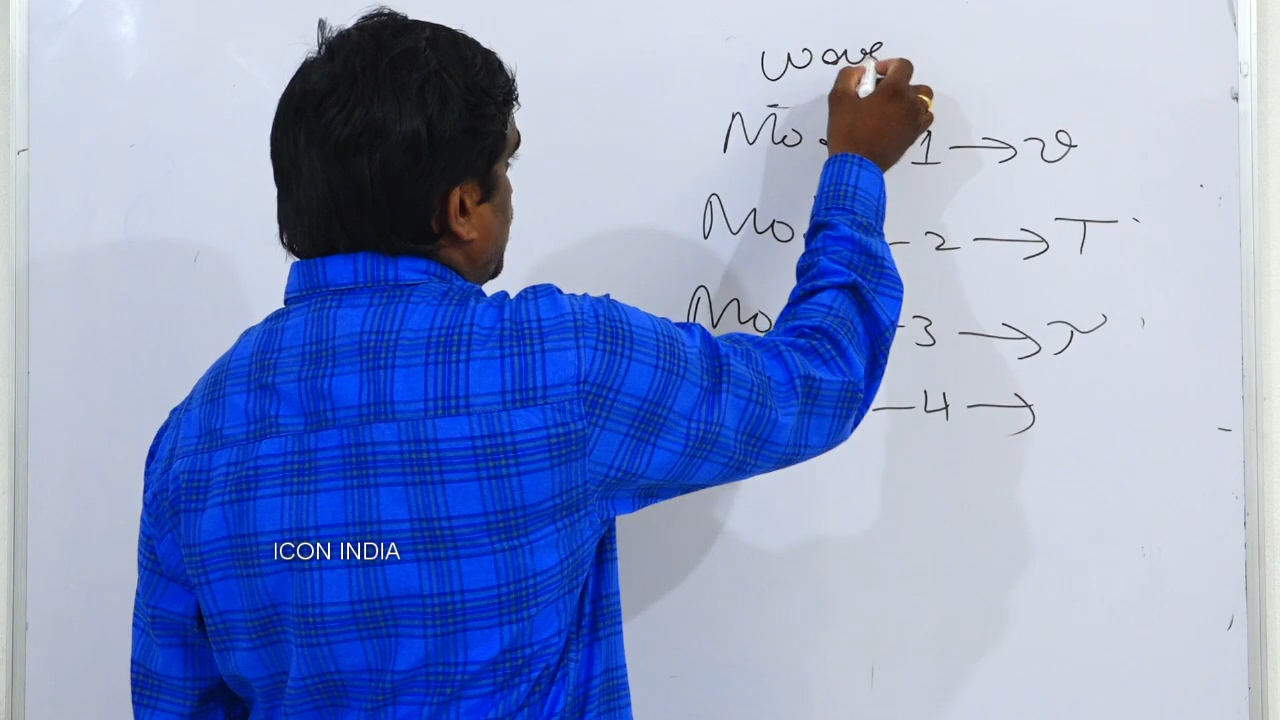 wave
Mo 1 → v
Mo - 2 → T
Mo - 3 → r
- 4 →
ICON INDIA